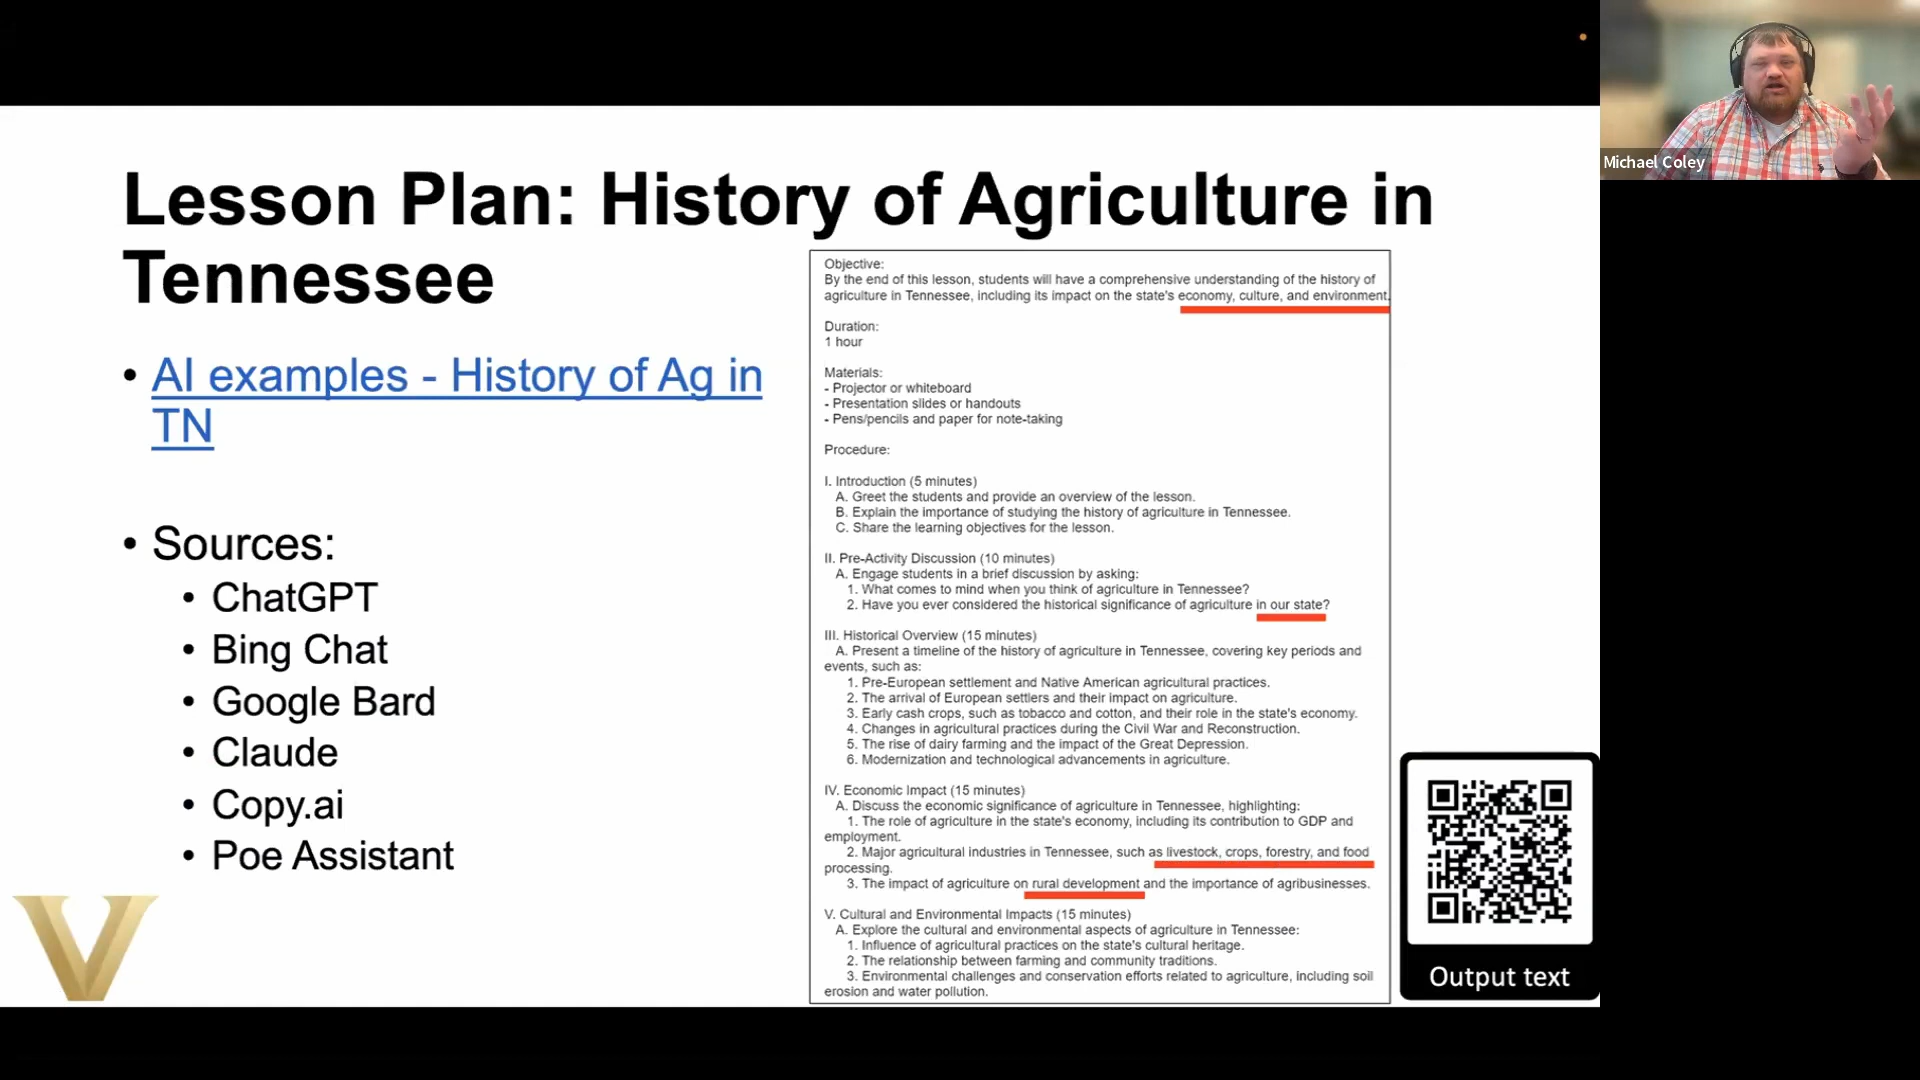 Michael Coley
Lesson Plan: History of Agriculture in
Tennessee
• AI examples - History of Ag in
TN
• Sources:
• ChatGPT
• Bing Chat
• Google Bard
• Claude
• Copy.ai
• Poe Assistant
Objective:
By the end of this lesson, students will have a comprehensive understanding of the history of
agriculture in Tennessee, including its impact on the state's economy, culture, and environment.
Duration:
1 hour
Materials:
- Projector or whiteboard
- Presentation slides or handouts
- Pens/pencils and paper for note-taking
Procedure:
I. Introduction (5 minutes)
A. Greet the students and provide an overview of the lesson.
B. Explain the importance of studying the history of agriculture in Tennessee.
C. Share the learning objectives for the lesson.
II. Pre-Activity Discussion (10 minutes)
A. Engage students in a brief discussion by asking:
1. What comes to mind when you think of agriculture in Tennessee?
2. Have you ever considered the historical significance of agriculture in our state?
III. Historical Overview (15 minutes)
A. Present a timeline of the history of agriculture in Tennessee, covering key periods and
events, such as:
1. Pre-European settlement and Native American agricultural practices.
2. The arrival of European settlers and their impact on agriculture.
3. Early cash crops, such as tobacco and cotton, and their role in the state's economy.
4. Changes in agricultural practices during the Civil War and Reconstruction.
5. The rise of dairy farming and the impact of the Great Depression.
6. Modernization and technological advancements in agriculture.
IV. Economic Impact (15 minutes)
A. Discuss the economic significance of agriculture in Tennessee, highlighting:
1. The role of agriculture in the state's economy, including its contribution to GDP and
employment.
2. Major agricultural industries in Tennessee, such as livestock, crops, forestry, and food
processing.
3. The impact of agriculture on rural development and the importance of agribusinesses.
V. Cultural and Environmental Impacts (15 minutes)
A. Explore the cultural and environmental aspects of agriculture in Tennessee:
1. Influence of agricultural practices on the state's cultural heritage.
2. The relationship between farming and community traditions.
3. Environmental challenges and conservation efforts related to agriculture, including soil
erosion and water pollution.
V
Output text